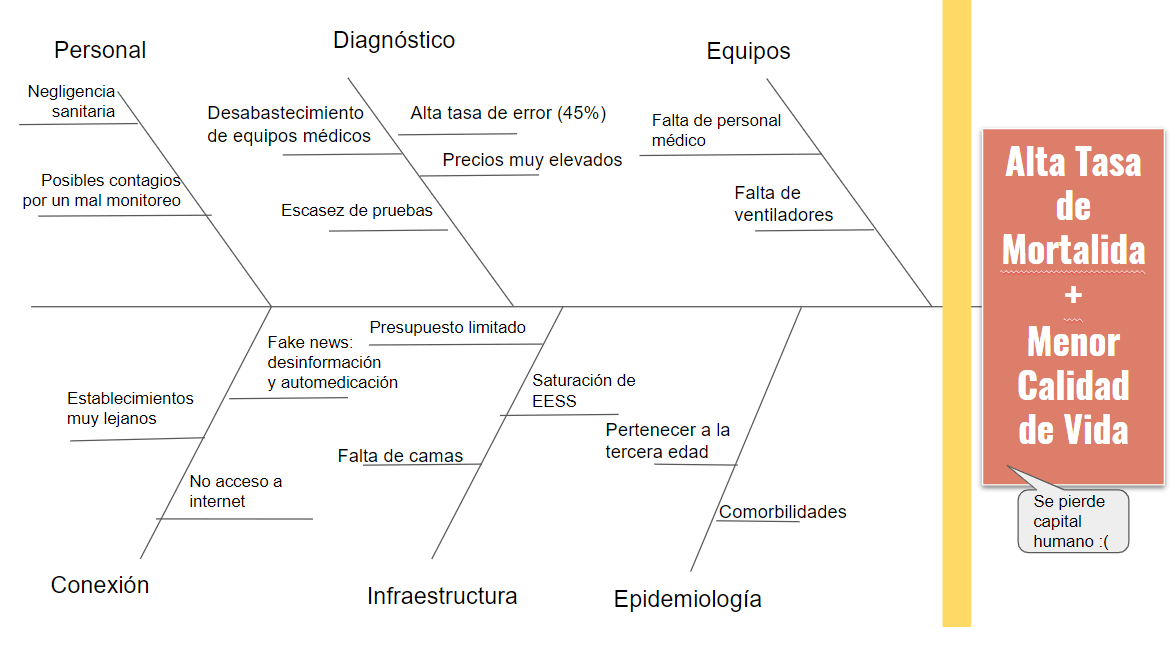 Personal
Diagnóstico
Equipos
Negligencia
sanitaria
Posibles contagios
por un mal monitoreo
Desabastecimiento
de equipos médicos
Alta tasa de error (45%)
Precios muy elevados
Escasez de pruebas
Falta de personal
médico
Falta de
ventiladores
Alta Tasa
de
Mortalida
+
Menor
Calidad
de Vida
Se pierde
capital
humano :(
Fake news:
desinformación
y automedicación
Establecimientos
muy lejanos
No acceso a
internet
Presupuesto limitado
Saturación de
EESS
Falta de camas
Pertenecer a la
tercera edad
Comorbilidades
Conexión
Infraestructura
Epidemiología